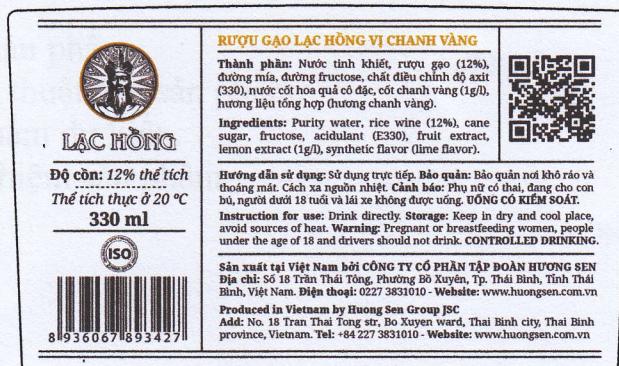 LẠC HỒNG
Độ cồn: 12% thể tích
Thể tích thực ở 20 ºC
330 ml
ISO
8 936067 893427
RƯỢU GẠO LẠC HỒNG VỊ CHANH VÀNG
Thành phần: Nước tinh khiết, rượu gạo (12%),
đường mía, đường fructose, chất điều chỉnh độ axit
(330), nước cốt hoa quả cô đặc, cốt chanh vàng (1g/l),
hương liệu tổng hợp (hương chanh vàng).
Ingredients: Purity water, rice wine (12%), cane
sugar, fructose, acidulant (E330), fruit extract,
lemon extract (1g/l), synthetic flavor (lime flavor).
Hướng dẫn sử dụng: Sử dụng trực tiếp. Bảo quản: Bảo quản nơi khô ráo và
thoáng mát. Cách xa nguồn nhiệt. Cảnh báo: Phụ nữ có thai, đang cho con
bú, người dưới 18 tuổi và lái xe không được uống. UỐNG CÓ KIỂM SOÁT.
Instruction for use: Drink directly. Storage: Keep in dry and cool place,
avoid sources of heat. Warning: Pregnant or breastfeeding women, people
under the age of 18 and drivers should not drink. CONTROLLED DRINKING.
Sản xuất tại Việt Nam bởi CÔNG TY CỔ PHẦN TẬP ĐOÀN HƯƠNG SEN
Địa chỉ: Số 18 Trần Thái Tông, Phường Bồ Xuyên, Tp. Thái Bình, Tỉnh Thái
Bình, Việt Nam. Điện thoại: 0227 3831010 - Website: www.huongsen.com.vn
Produced in Vietnam by Huong Sen Group JSC
Add: No. 18 Tran Thai Tong str, Bo Xuyen ward, Thai Binh city, Thai Binh
province, Vietnam. Tel: +84 227 3831010 - Website: www.huongsen.com.vn